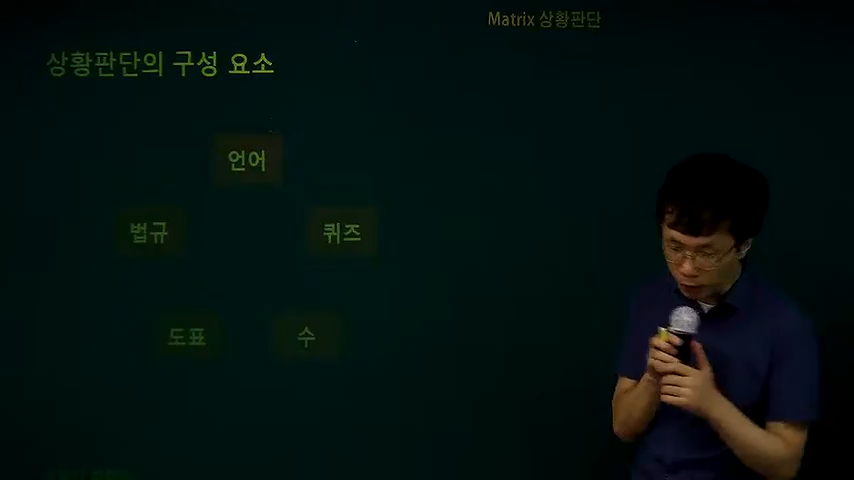 Matrix 상황판단
상황판단의 구성 요소
언어
법규
퀴즈
도표
수